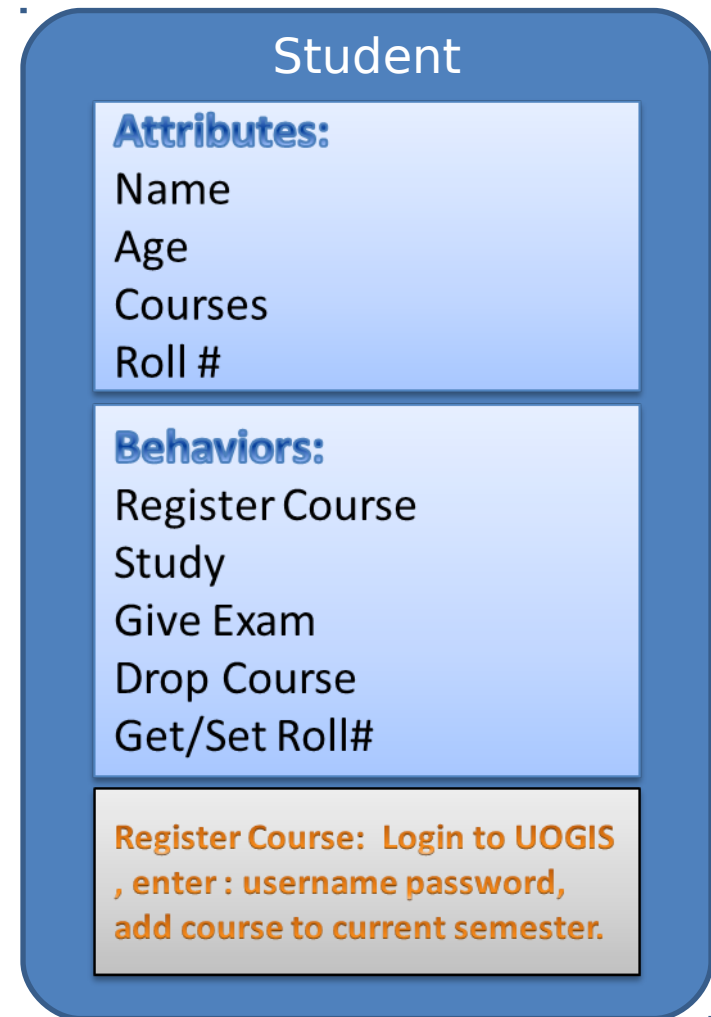 Student
Attributes:
Name
Age
Courses
Roll #
Behaviors:
Register Course
Study
Give Exam
Drop Course
Get/Set Roll#
Register Course:  Login to UOGIS
, enter : username password,
add course to current semester.